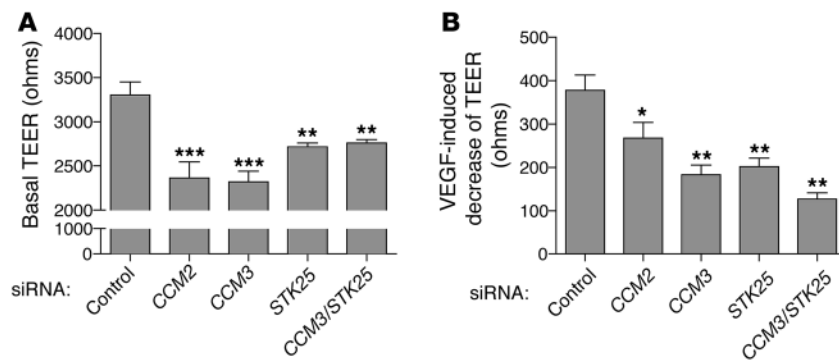 A
Basal TEER (ohms)
4000
3500
3000
2500
2000
1000
0
***
***
**
**
siRNA:
Control
CCM2
CCM3
STK25
CCM3/STK25
B
VEGF-induced
decrease of TEER
(ohms)
500
400
300
200
100
0
*
**
**
**
siRNA:
Control
CCM2
CCM3
STK25
CCM3/STK25